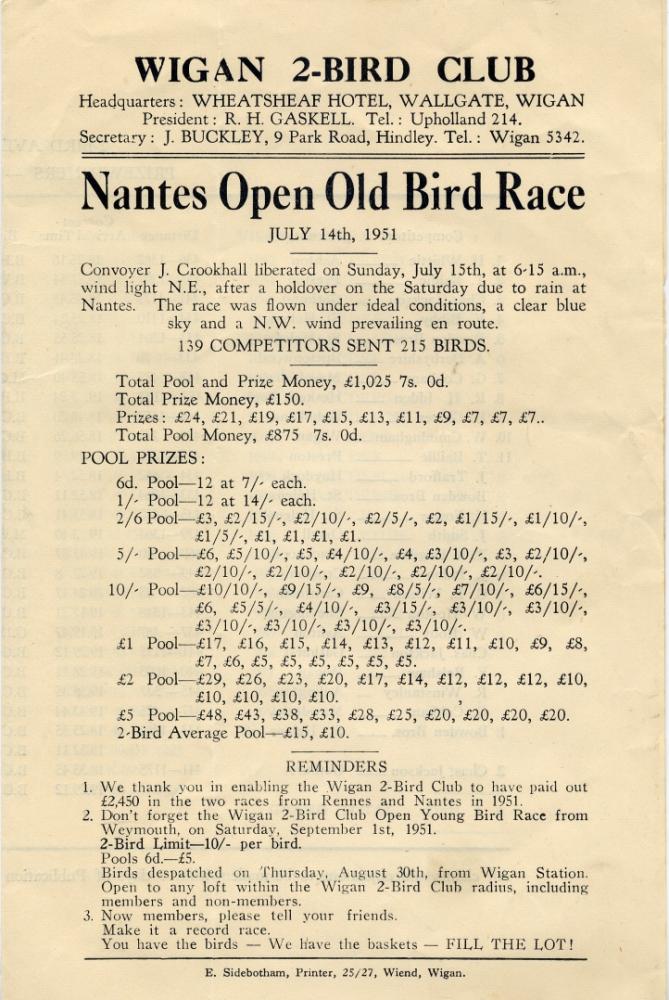 WIGAN 2-BIRD CLUB
Headquarters: WHEATSHEAF HOTEL, WALLGATE, WIGAN
President: R. H. GASKELL. Tel.: Upholland 214.
Secretary: J. BUCKLEY, 9 Park Road, Hindley. Tel.: Wigan 5342.
Nantes Open Old Bird Race
JULY 14th, 1951
Convoyer J. Crookhall liberated on Sunday, July 15th, at 6-15 a.m.,
wind light N.E., after a holdover on the Saturday due to rain at
Nantes. The race was flown under ideal conditions, a clear blue
sky and a N.W. wind prevailing en route.
139 COMPETITORS SENT 215 BIRDS.
Total Pool and Prize Money, £1,025 7s. 0d.
Total Prize Money, £150.
Prizes: £24, £21, £19, £17, £15, £13, £11, £9, £7, £7, £7..
Total Pool Money, £875 7s. 0d.
POOL PRIZES:
6d. Pool—12 at 7/- each.
1/- Pool—12 at 14/- each.
2/6 Pool—£3, £2/15/-, £2/10/-, £2/5/-, £2, £1/15/-, £1/10/-,
£1/5/-, £1, £1, £1, £1.
5/- Pool—£6, £5/10/-, £5, £4/10/-, £4, £3/10/-, £3, £2/10/-,
£2/10/-, £2/10/-, £2/10/-, £2/10/-, £2/10/-.
10/- Pool—£10/10/-, £9/15/-, £9, £8/5/-, £7/10/-, £6/15/-,
£6, £5/5/-, £4/10/-, £3/15/-, £3/10/-, £3/10/-,
£3/10/-, £3/10/-, £3/10/-, £3/10/-.
£1 Pool—£17, £16, £15, £14, £13, £12, £11, £10, £9, £8,
£7, £6, £5, £5, £5, £5, £5, £5.
£2 Pool—£29, £26, £23, £20, £17, £14, £12, £12, £12, £10,
£10, £10, £10, £10.
£5 Pool—£48, £43, £38, £33, £28, £25, £20, £20, £20, £20.
2-Bird Average Pool—£15, £10.
REMINDERS
1. We thank you in enabling the Wigan 2-Bird Club to have paid out
£2,450 in the two races from Rennes and Nantes in 1951.
2. Don't forget the Wigan 2-Bird Club Open Young Bird Race from
Weymouth, on Saturday, September 1st, 1951.
2-Bird Limit—10/- per bird.
Pools 6d.—£5.
Birds despatched on Thursday, August 30th, from Wigan Station.
Open to any loft within the Wigan 2-Bird Club radius, including
members and non-members.
3. Now members, please tell your friends.
Make it a record race.
You have the birds — We have the baskets — FILL THE LOT!
E. Sidebotham, Printer, 25/27, Wiend, Wigan.